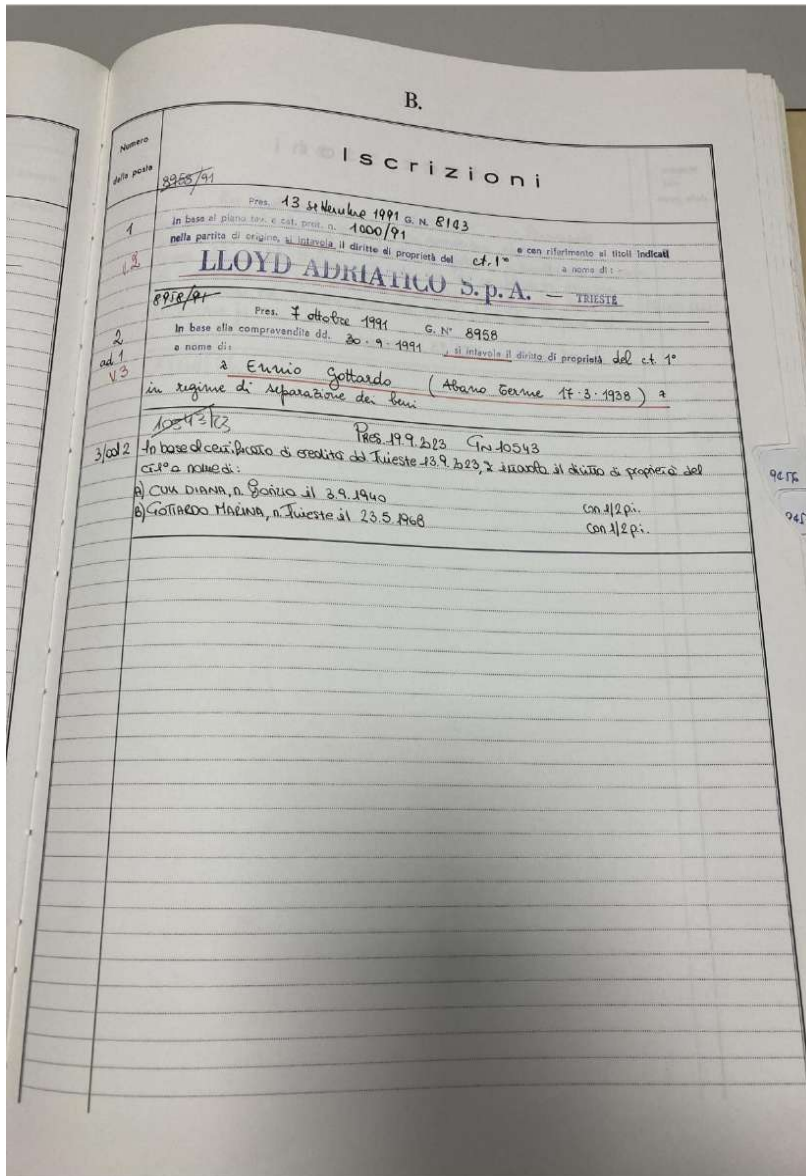 B.
Numero
della posta
Iscrizioni
8958/91
Pres. 13 settembre 1991 G. N. 8143
1
In base al piano tav. e cat. prot. n. 1000/91
nella partita di origine, si intavola il diritto di proprietà del ct. 1° e con riferimento ai titoli indicati
a nome di :
√2
LLOYD ADRIATICO S. p. A. — TRIESTE
8958/91
Pres. 7 ottobre 1991 G. N° 8958
2
In base alla compravendita dd. 30.9.1991, si intavola il diritto di proprietà del c.t. 1°
ad 1
a nome di:
√3
Ennio Gottardo (Abano Terme 17.3.1938)
in regime di separazione dei beni
10543/23
PRES. 19.9.2023 GN 10543
3/ad 2
In base al certificato di eredità dd Trieste 13.9.2023, si intavola il diritto di proprietà del
ct. 1° a nome di:
A) CUK DIANA, n. Gorizia il 3.9.1940 con 1/2 p.i.
B) GOTTARDO MARINA, n. Trieste il 23.5.1968 con 1/2 p.i.